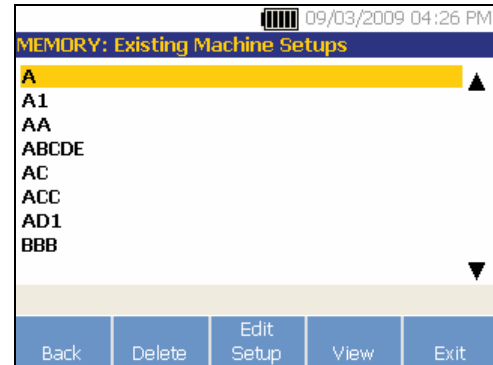 09/03/2009 04:26 PM
MEMORY: Existing Machine Setups
A
A1
AA
ABCDE
AC
ACC
AD1
BBB
Back Delete Edit Setup View Exit